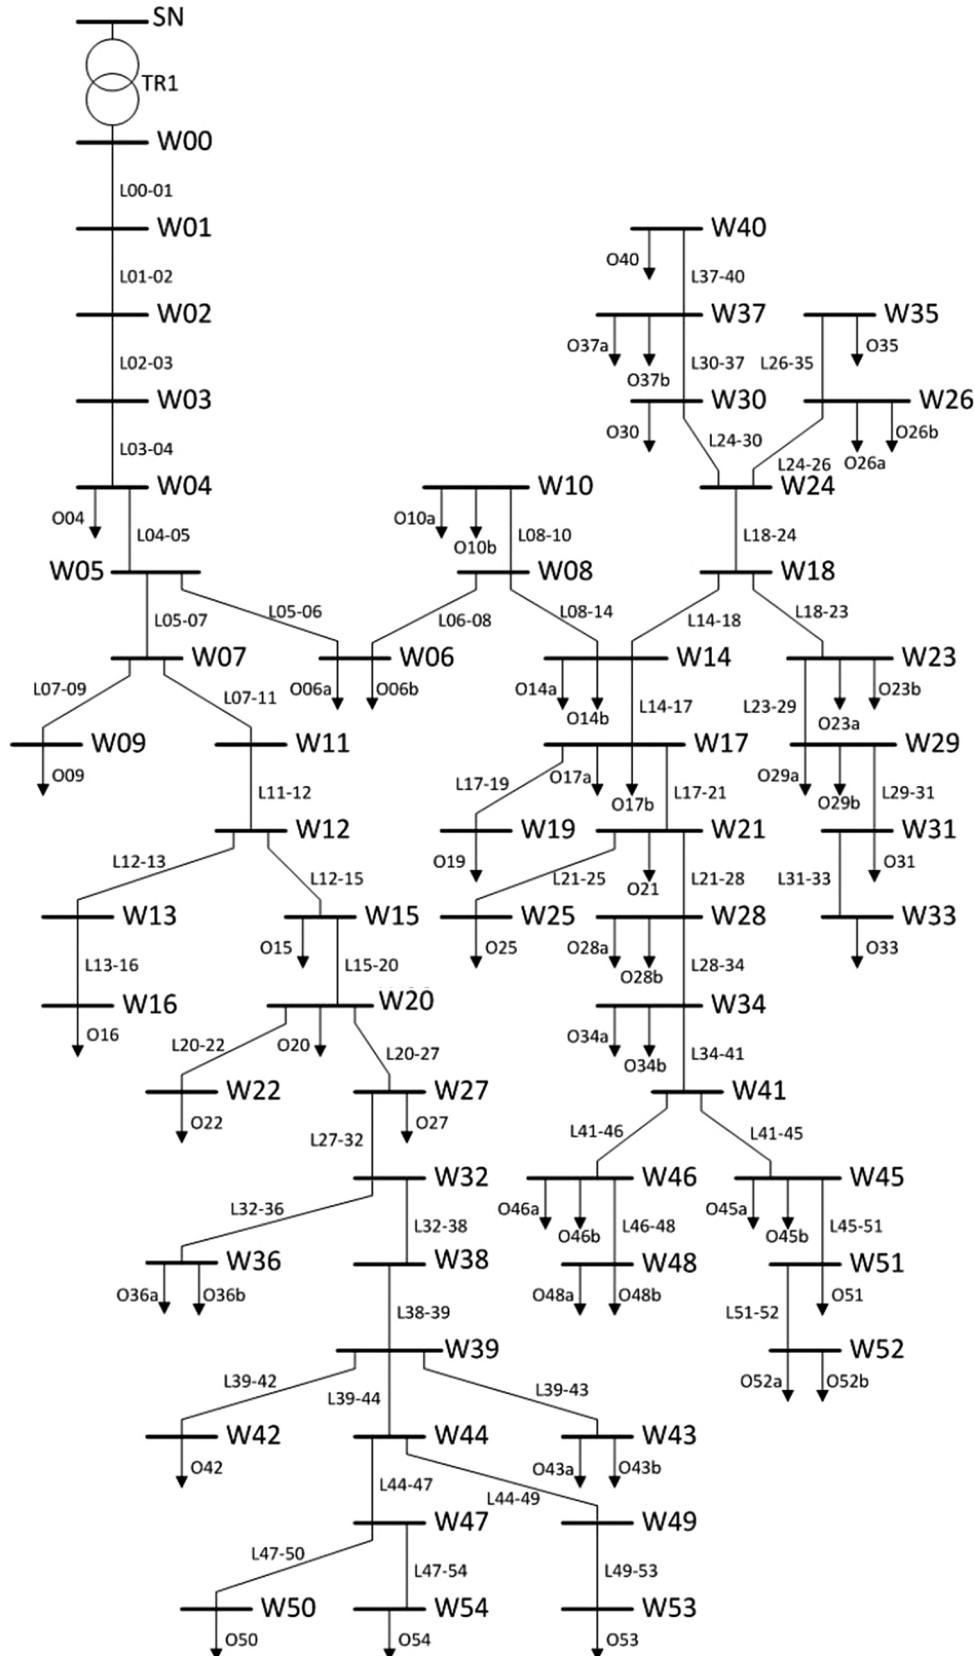 SN
TR1
W00
L00-01
W01
W40
O40
L01-02
L37-40
W02
W37
W35
O37a
O35
L02-03
L30-37
L26-35
O37b
W03
W30
W26
O30
O26b
L03-04
L24-30
L24-26
O26a
W04
W10
W24
O04
O10a
L04-05
L08-10
L18-24
O10b
W05
W08
W18
L05-07
L05-06
L06-08
L08-14
L14-18
L18-23
W07
W06
W14
W23
L07-09
L07-11
O06a
O06b
O14a
O14b
L14-17
L23-29
O23a
O23b
W09
W11
W17
W29
O09
L11-12
L17-19
O17a
O17b
L17-21
O29a
O29b
L29-31
W12
W19
W21
W31
L12-13
L12-15
O19
L21-25
O21
L21-28
L31-33
O31
W13
W15
W25
W28
W33
L13-16
O15
L15-20
O25
O28a
O28b
L28-34
O33
W16
W20
W34
O16
L20-22
O20
L20-27
O34a
O34b
L34-41
W22
W27
W41
O22
L27-32
O27
L41-46
L41-45
W32
W46
W45
L32-36
L32-38
O46a
O46b
L46-48
O45a
O45b
L45-51
W36
W38
W48
W51
O36a
O36b
L38-39
O48a
O48b
L51-52
O51
W39
W52
L39-42
L39-44
L39-43
O52a
O52b
W42
W44
W43
O42
L44-47
L44-49
O43a
O43b
W47
W49
L47-50
L47-54
L49-53
W50
W54
W53
O50
O54
O53